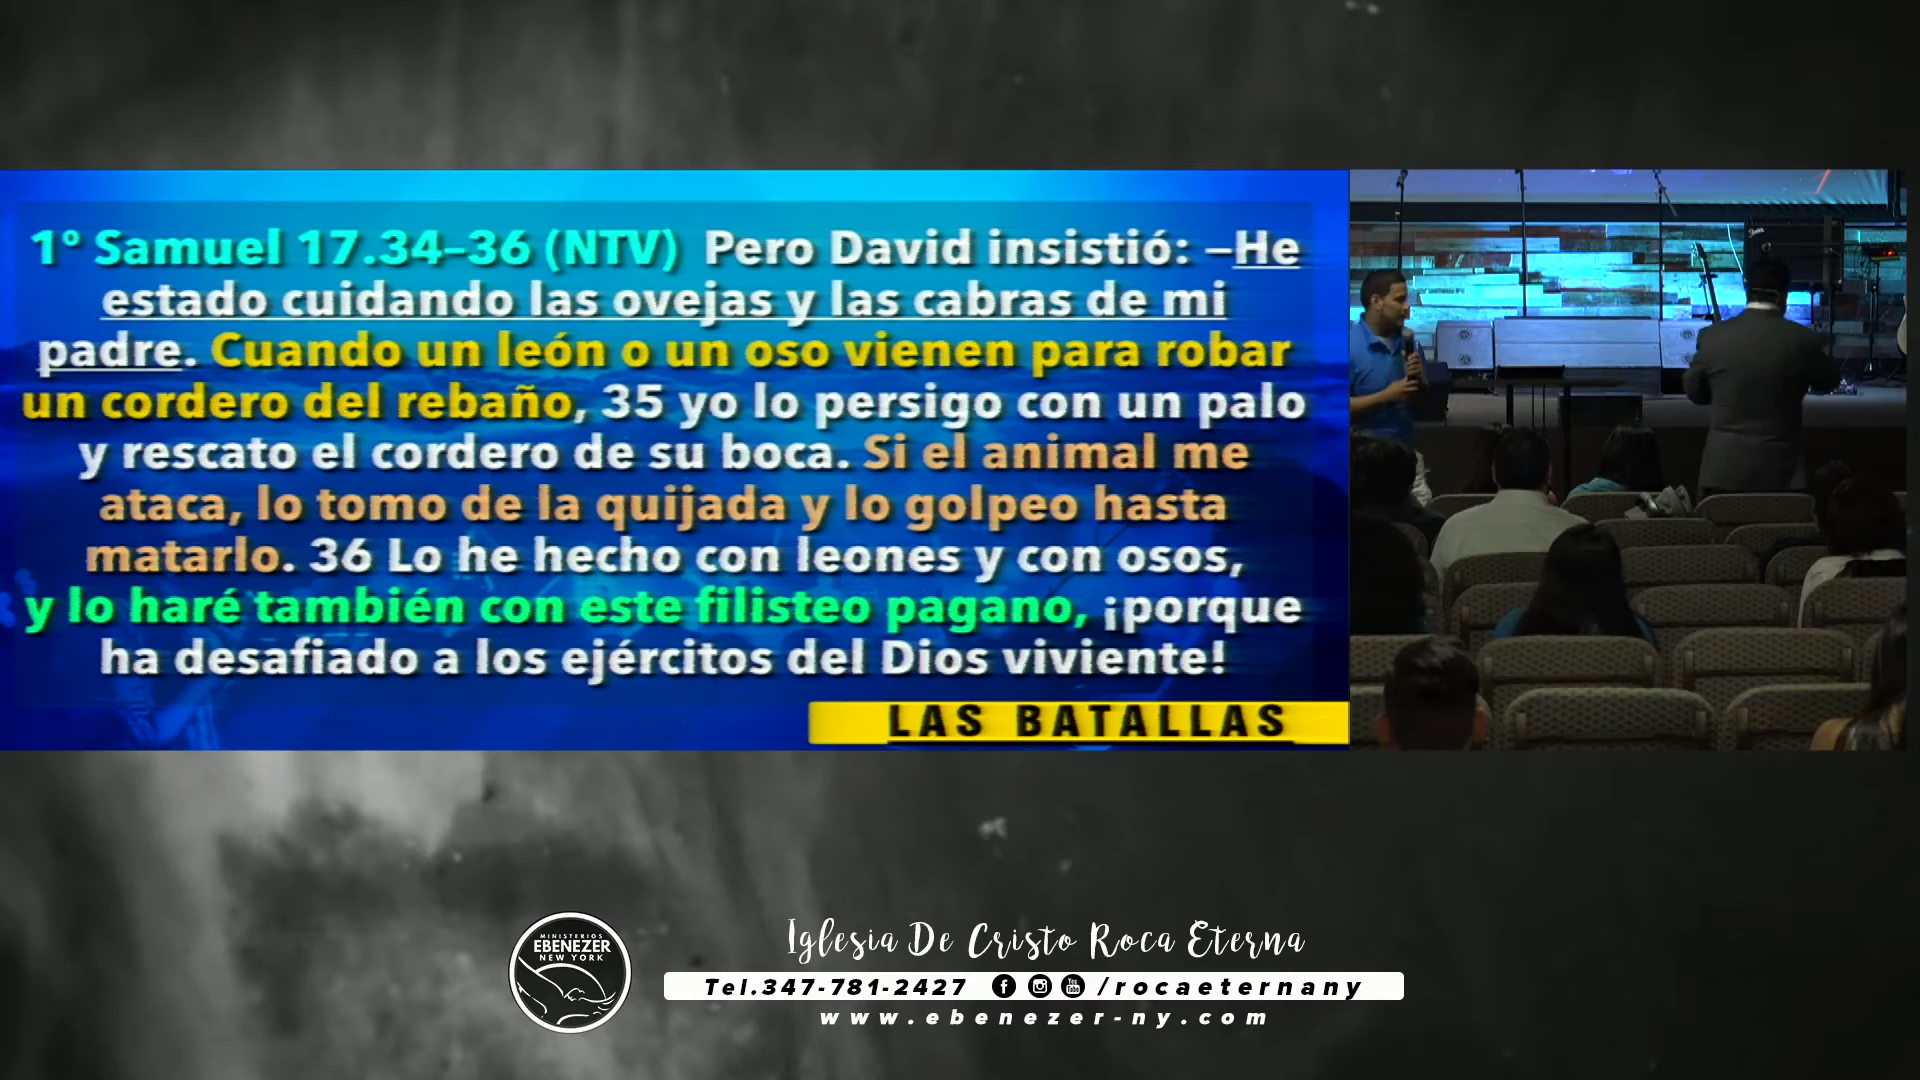 1º Samuel 17.34–36 (NTV) Pero David insistió: –He
estado cuidando las ovejas y las cabras de mi
padre. Cuando un león o un oso vienen para robar
un cordero del rebaño, 35 yo lo persigo con un palo
y rescato el cordero de su boca. Si el animal me
ataca, lo tomo de la quijada y lo golpeo hasta
matarlo. 36 Lo he hecho con leones y con osos,
y lo haré también con este filisteo pagano, ¡porque
ha desafiado a los ejércitos del Dios viviente!
LAS BATALLAS
MINISTERIOS
EBENEZER
NEW YORK
Iglesia De Cristo Roca Eterna
Tel.347-781-2427 /rocaeternany
www.ebenezer-ny.com